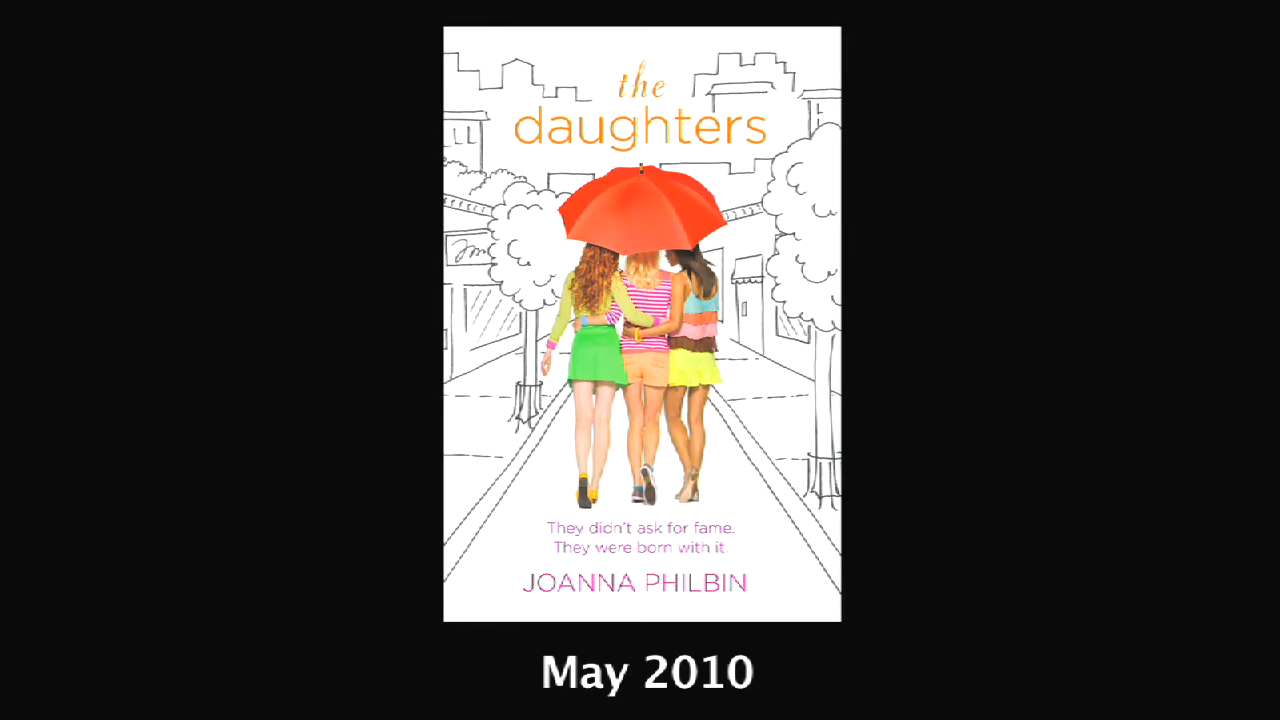 the
daughters
They didn't ask for fame.
They were born with it.
JOANNA PHILBIN
May 2010